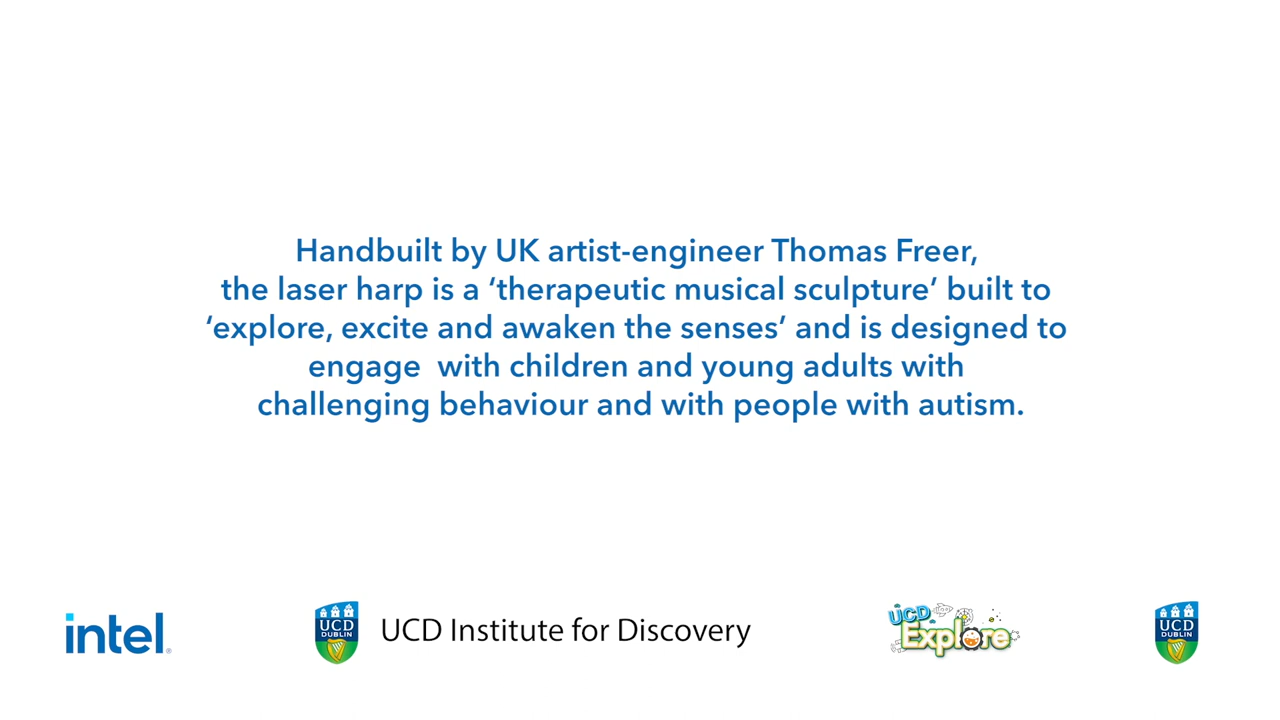 Handbuilt by UK artist-engineer Thomas Freer,
the laser harp is a ‘therapeutic musical sculpture’ built to
‘explore, excite and awaken the senses’ and is designed to
engage  with children and young adults with
challenging behaviour and with people with autism.
intel®
UCD
DUBLIN
UCD Institute for Discovery
UCD
Explore
UCD
DUBLIN